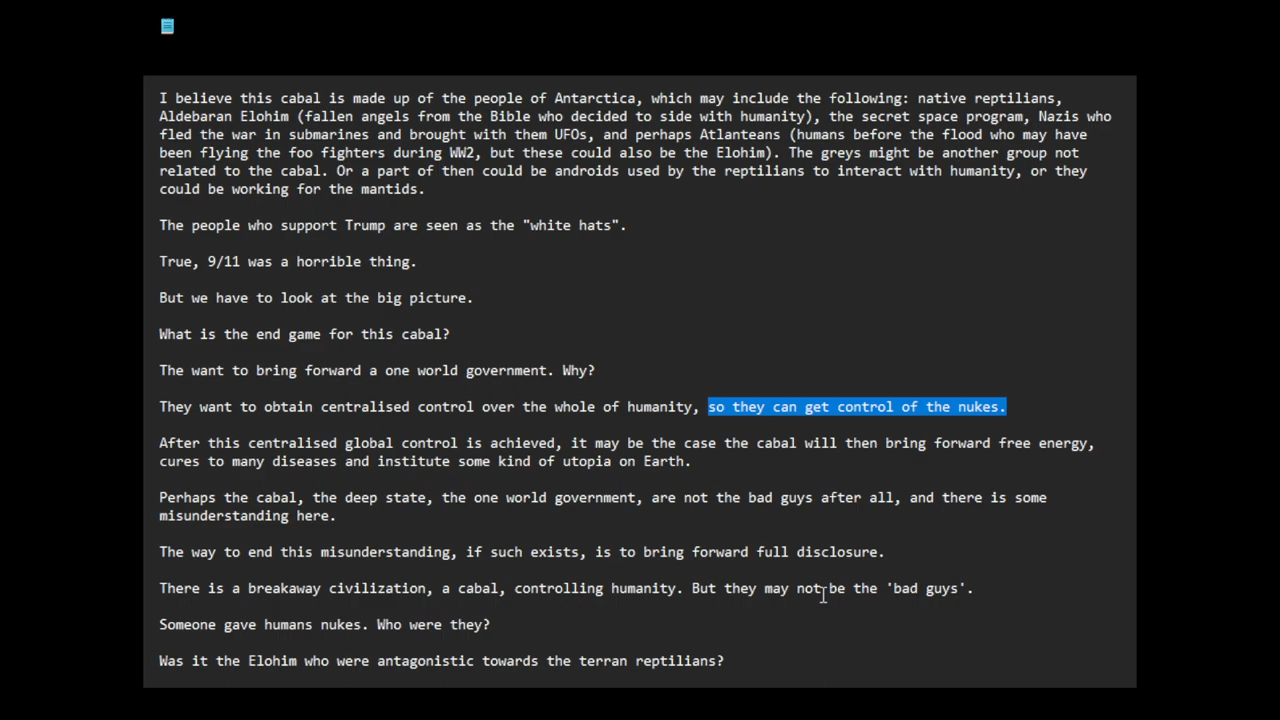 I believe this cabal is made up of the people of Antarctica, which may include the following: native reptilians,
Aldebaran Elohim (fallen angels from the Bible who decided to side with humanity), the secret space program, Nazis who
fled the war in submarines and brought with them UFOs, and perhaps Atlanteans (humans before the flood who may have
been flying the foo fighters during WW2, but these could also be the Elohim). The greys might be another group not
related to the cabal. Or a part of then could be androids used by the reptilians to interact with humanity, or they
could be working for the mantids.
The people who support Trump are seen as the "white hats".
True, 9/11 was a horrible thing.
But we have to look at the big picture.
What is the end game for this cabal?
The want to bring forward a one world government. Why?
They want to obtain centralised control over the whole of humanity, so they can get control of the nukes.
After this centralised global control is achieved, it may be the case the cabal will then bring forward free energy,
cures to many diseases and institute some kind of utopia on Earth.
Perhaps the cabal, the deep state, the one world government, are not the bad guys after all, and there is some
misunderstanding here.
The way to end this misunderstanding, if such exists, is to bring forward full disclosure.
There is a breakaway civilization, a cabal, controlling humanity. But they may not be the 'bad guys'.
Someone gave humans nukes. Who were they?
Was it the Elohim who were antagonistic towards the terran reptilians?